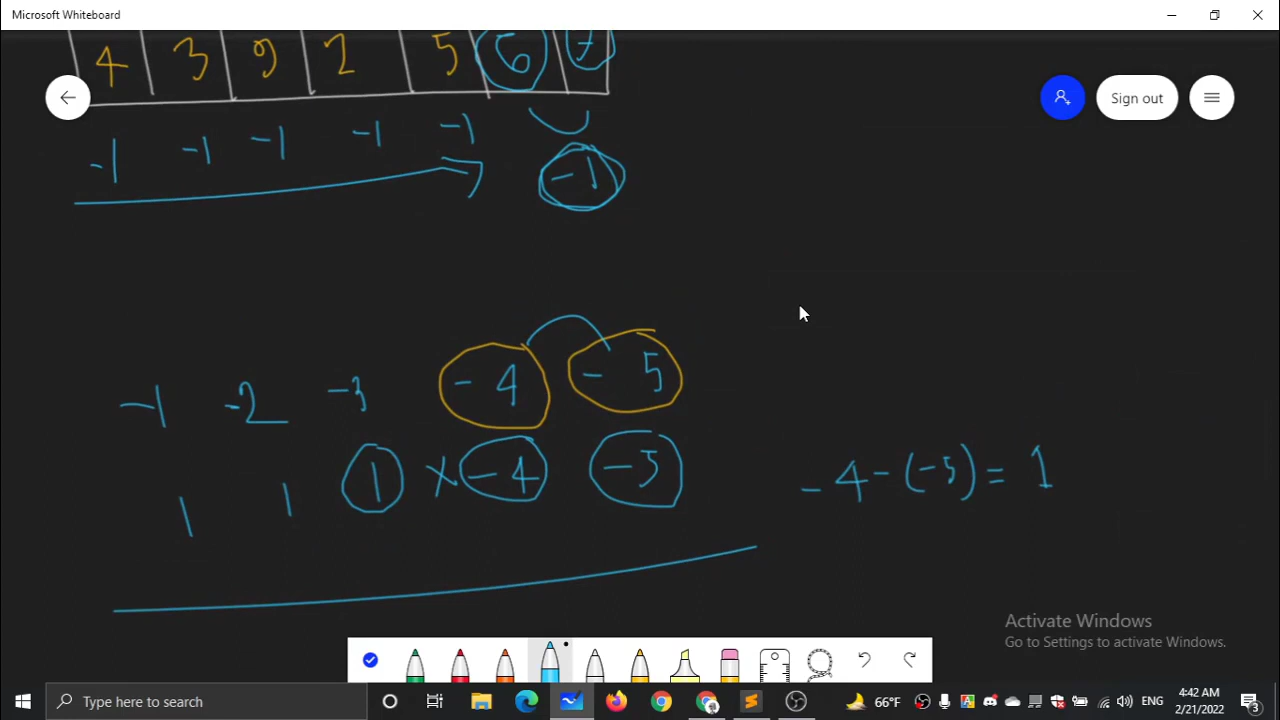 Microsoft Whiteboard
4 3 9 2 5 6 7
Sign out
-1 -1 -1 -1 -1
-1
-1 -2 -3 -4 -5
1 1 1 × -4 -5
-4-(-5)=1
Activate Windows
Go to Settings to activate Windows.
Type here to search
66°F
ENG
4:42 AM
2/21/2022
3